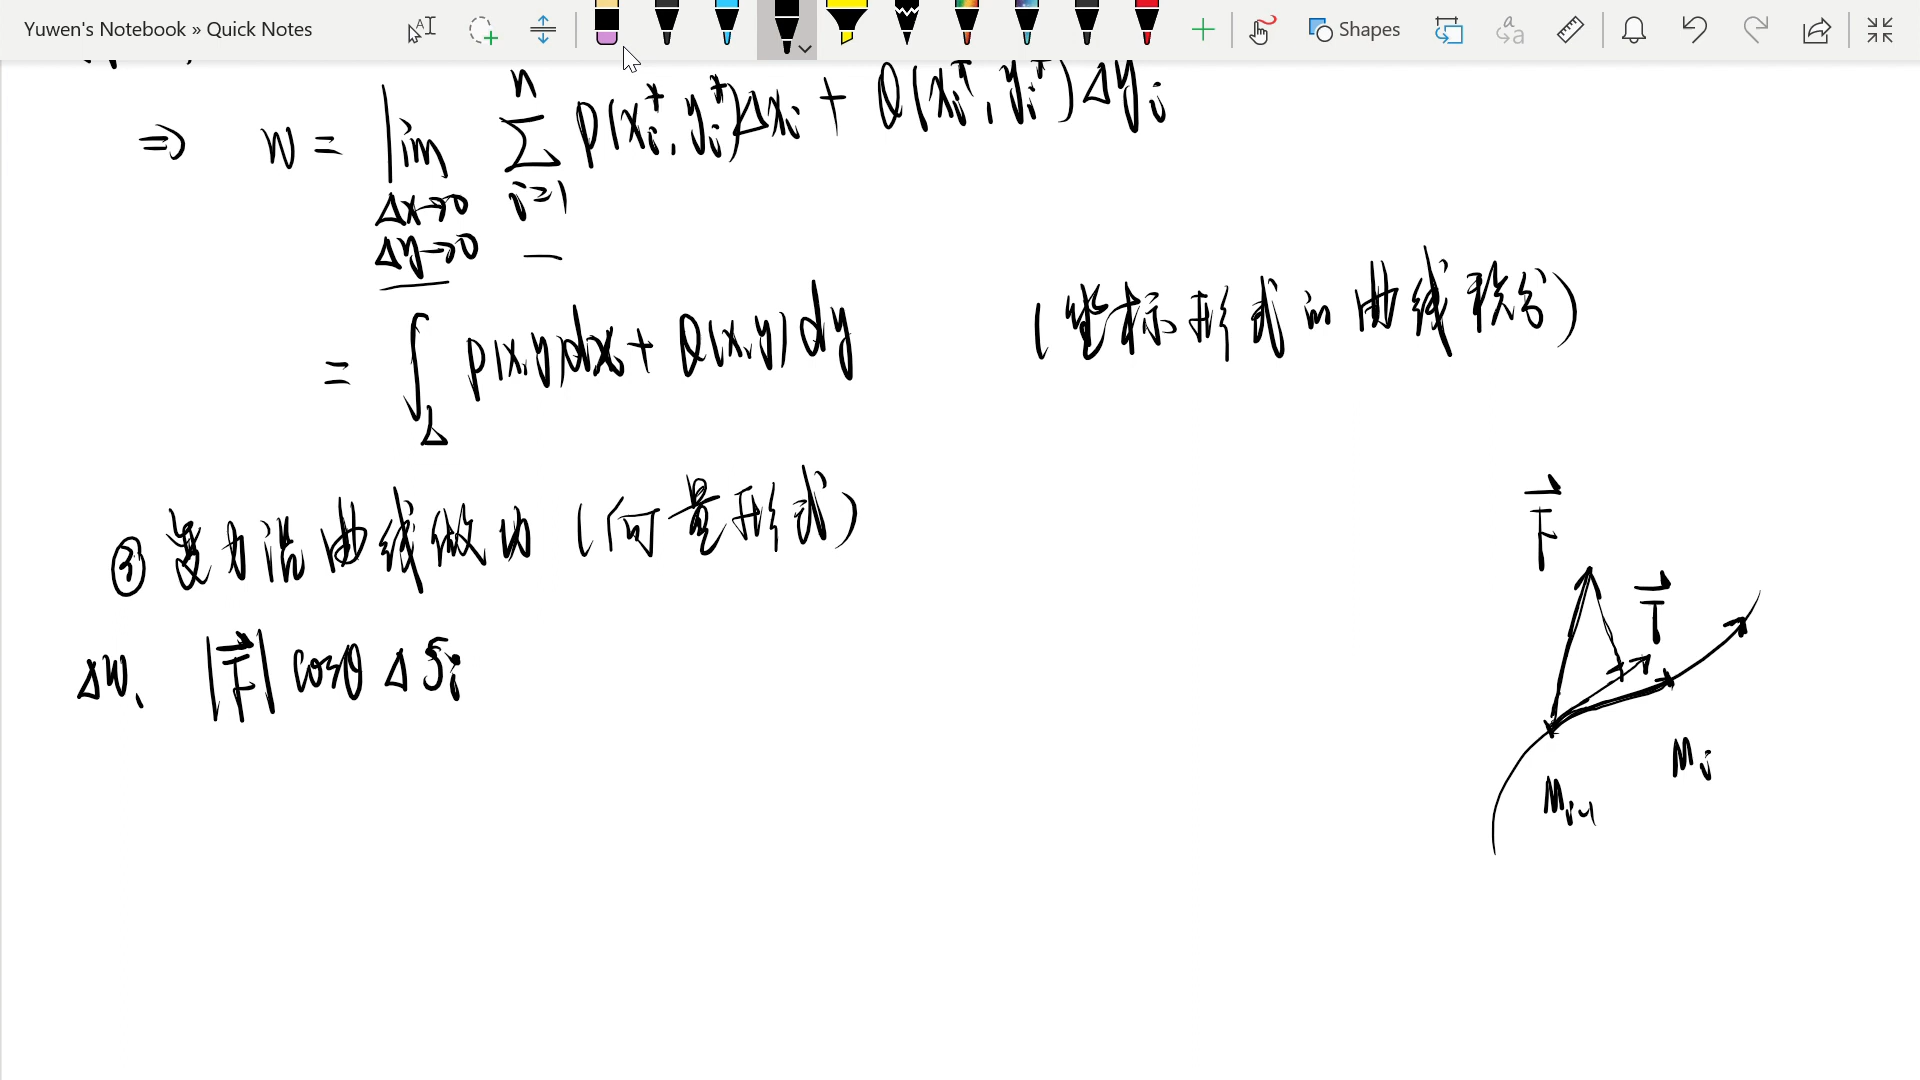 Yuwen's Notebook » Quick Notes
Shapes
⇒ W = lim Σ P(xᵢ*, yᵢ*)Δxᵢ + Q(xᵢ*, yᵢ*)Δyᵢ
n
Δx→0 i=1
Δy→0
= ∫_L P(x,y)dx + Q(x,y)dy (坐标形式的曲线积分)
③ 变力沿曲线做功 (向量形式)
ΔWᵢ |F⃗| cosθ ΔSᵢ
F⃗
T⃗
Mᵢ
Mᵢ₋₁